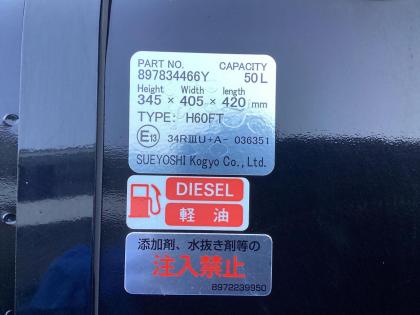 PART NO. CAPACITY
897834466Y 50L
Height Width length
345 × 405 × 420 mm
TYPE: H60FT
E13 34RⅢU+A- 036351
SUEYOSHI Kogyo Co., Ltd.
DIESEL
軽油
添加剤、水抜き剤等の
注入禁止
8972239950